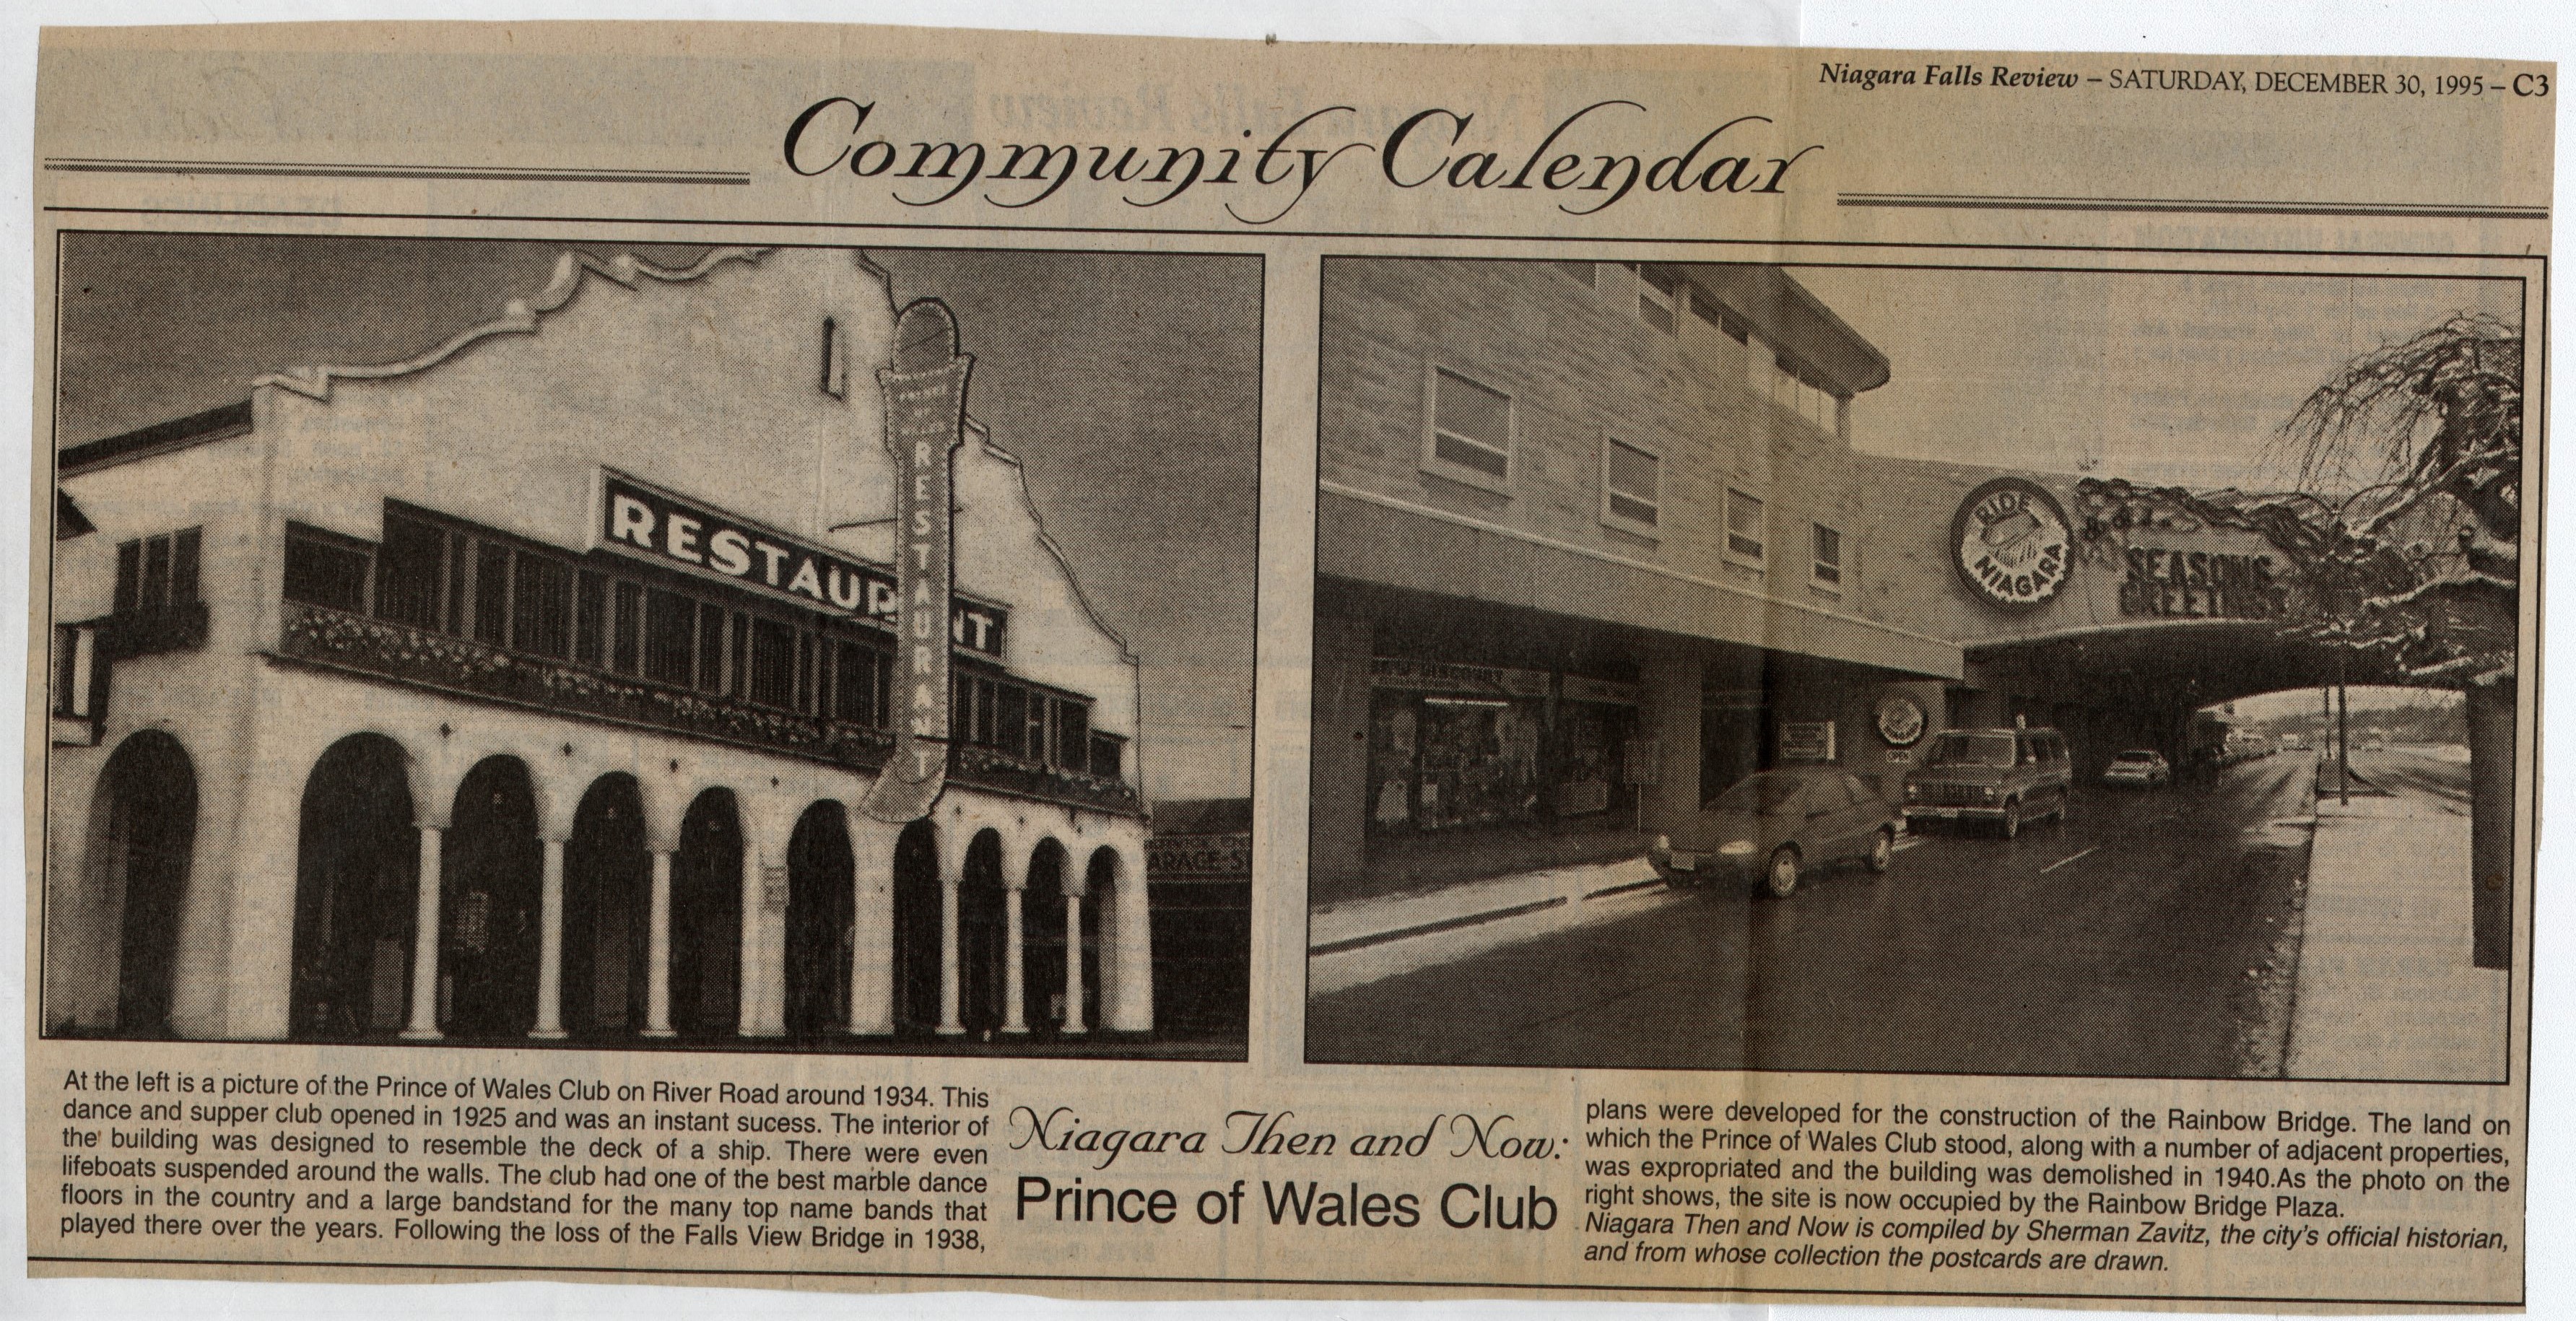 Niagara Falls Review – SATURDAY, DECEMBER 30, 1995 – C3
Community Calendar
RESTAURANT
RESTAURANT
RIDE
NIAGARA
SEASONS
GREETINGS
At the left is a picture of the Prince of Wales Club on River Road around 1934. This
dance and supper club opened in 1925 and was an instant sucess. The interior of
the building was designed to resemble the deck of a ship. There were even
lifeboats suspended around the walls. The club had one of the best marble dance
floors in the country and a large bandstand for the many top name bands that
played there over the years. Following the loss of the Falls View Bridge in 1938,
Niagara Then and Now:
Prince of Wales Club
plans were developed for the construction of the Rainbow Bridge. The land on
which the Prince of Wales Club stood, along with a number of adjacent properties,
was expropriated and the building was demolished in 1940.As the photo on the
right shows, the site is now occupied by the Rainbow Bridge Plaza.
Niagara Then and Now is compiled by Sherman Zavitz, the city's official historian,
and from whose collection the postcards are drawn.